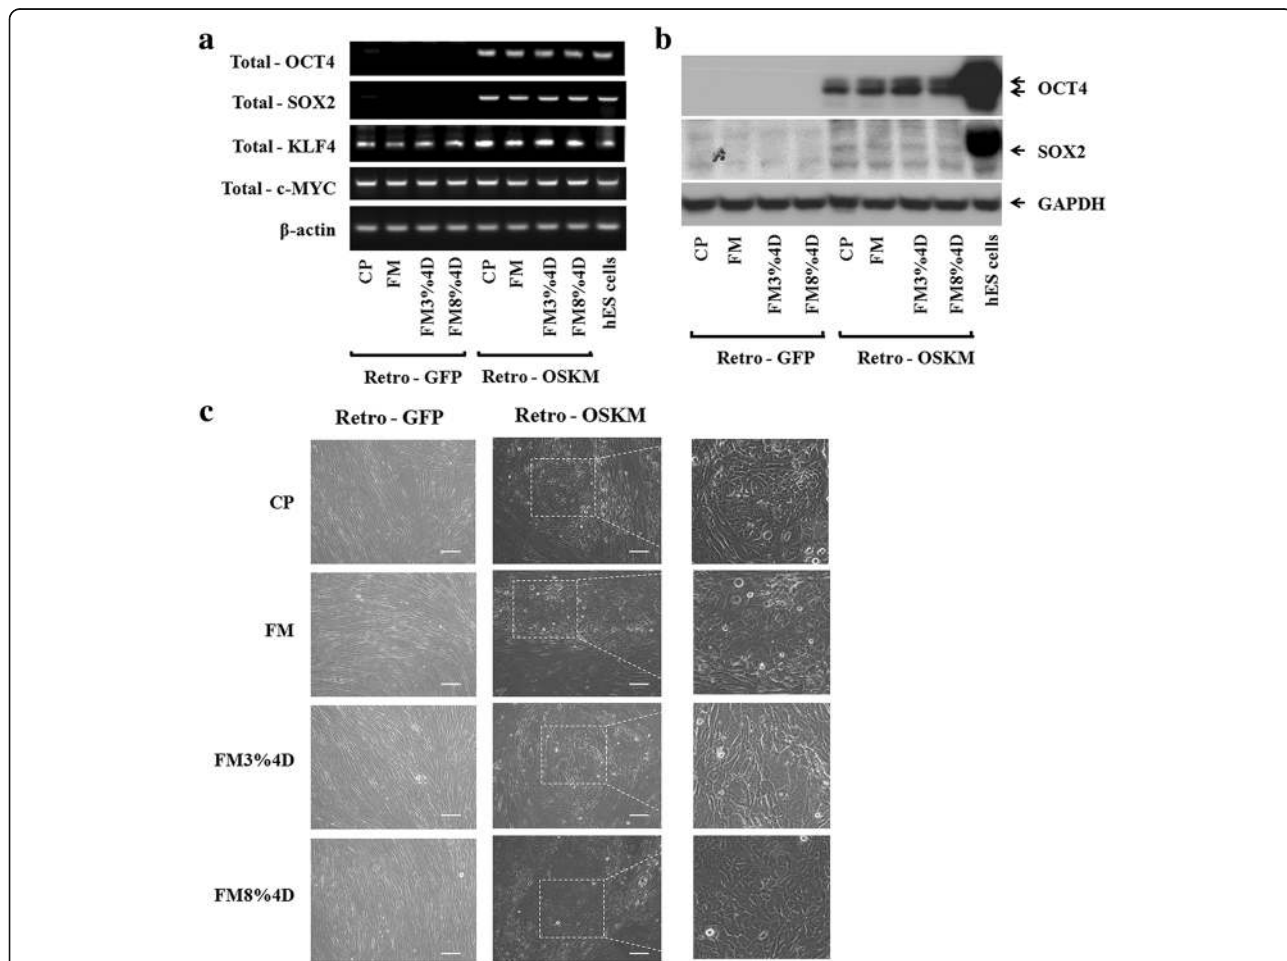 a
Total - OCT4
Total - SOX2
Total - KLF4
Total - c-MYC
β-actin
CP
FM
FM3%4D
FM8%4D
CP
FM
FM3%4D
FM8%4D
hES cells
Retro - GFP
Retro - OSKM
b
OCT4
SOX2
GAPDH
CP
FM
FM3%4D
FM8%4D
CP
FM
FM3%4D
FM8%4D
hES cells
Retro - GFP
Retro - OSKM
c
Retro - GFP
Retro - OSKM
CP
FM
FM3%4D
FM8%4D